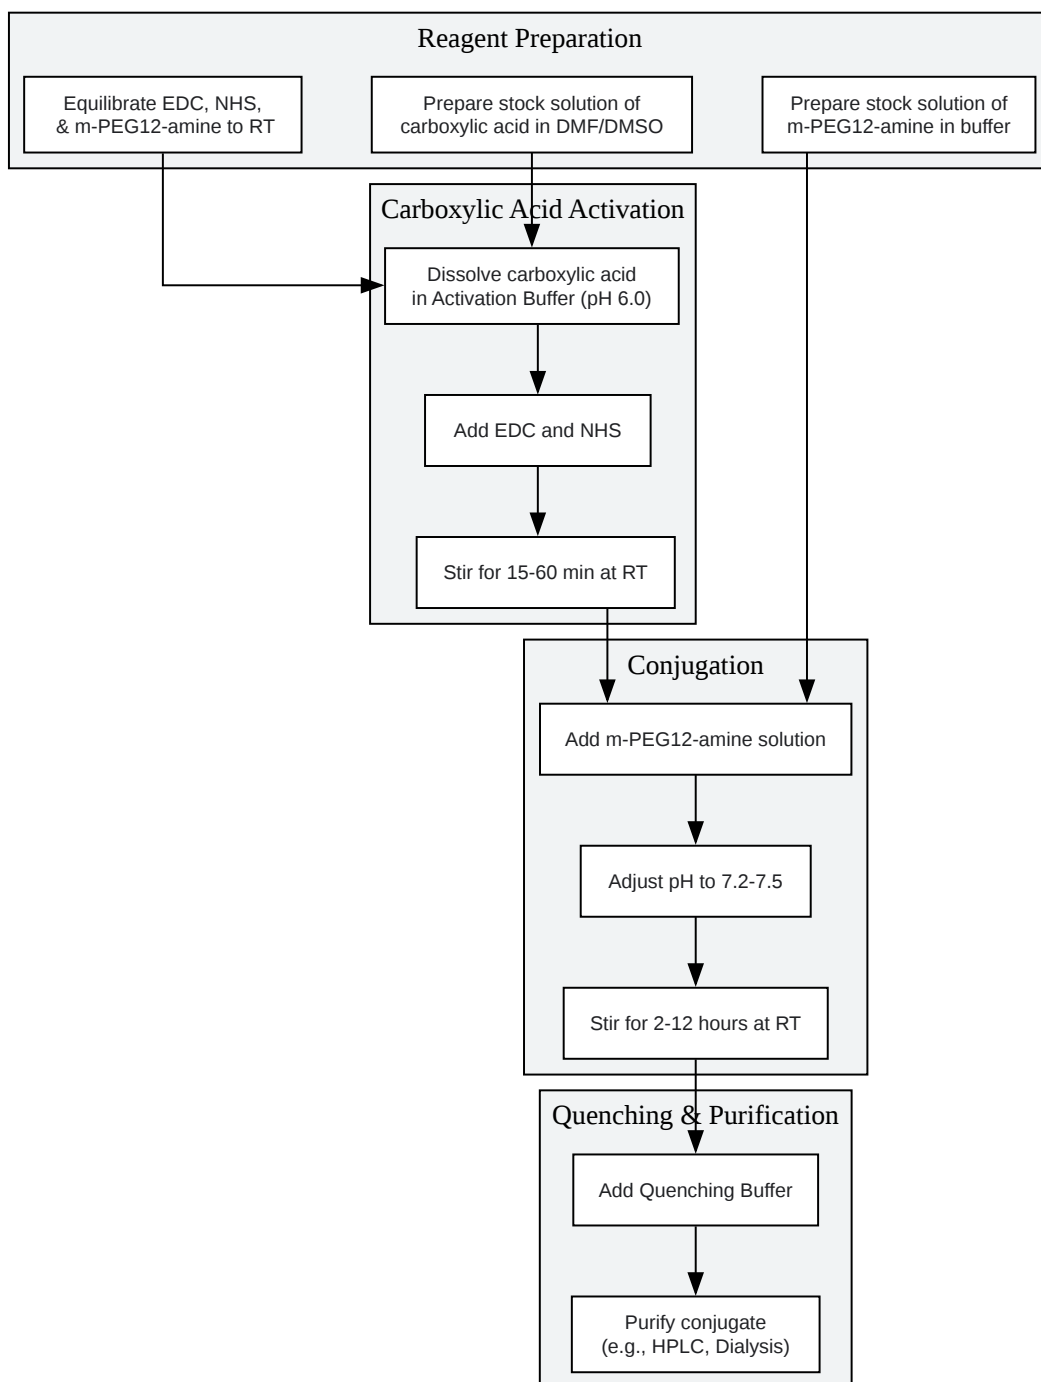 Reagent Preparation
Equilibrate EDC, NHS,
& m-PEG12-amine to RT
Prepare stock solution of
carboxylic acid in DMF/DMSO
Prepare stock solution of
m-PEG12-amine in buffer
Carboxylic Acid Activation
Dissolve carboxylic acid
in Activation Buffer (pH 6.0)
Add EDC and NHS
Stir for 15-60 min at RT
Conjugation
Add m-PEG12-amine solution
Adjust pH to 7.2-7.5
Stir for 2-12 hours at RT
Quenching & Purification
Add Quenching Buffer
Purify conjugate
(e.g., HPLC, Dialysis)